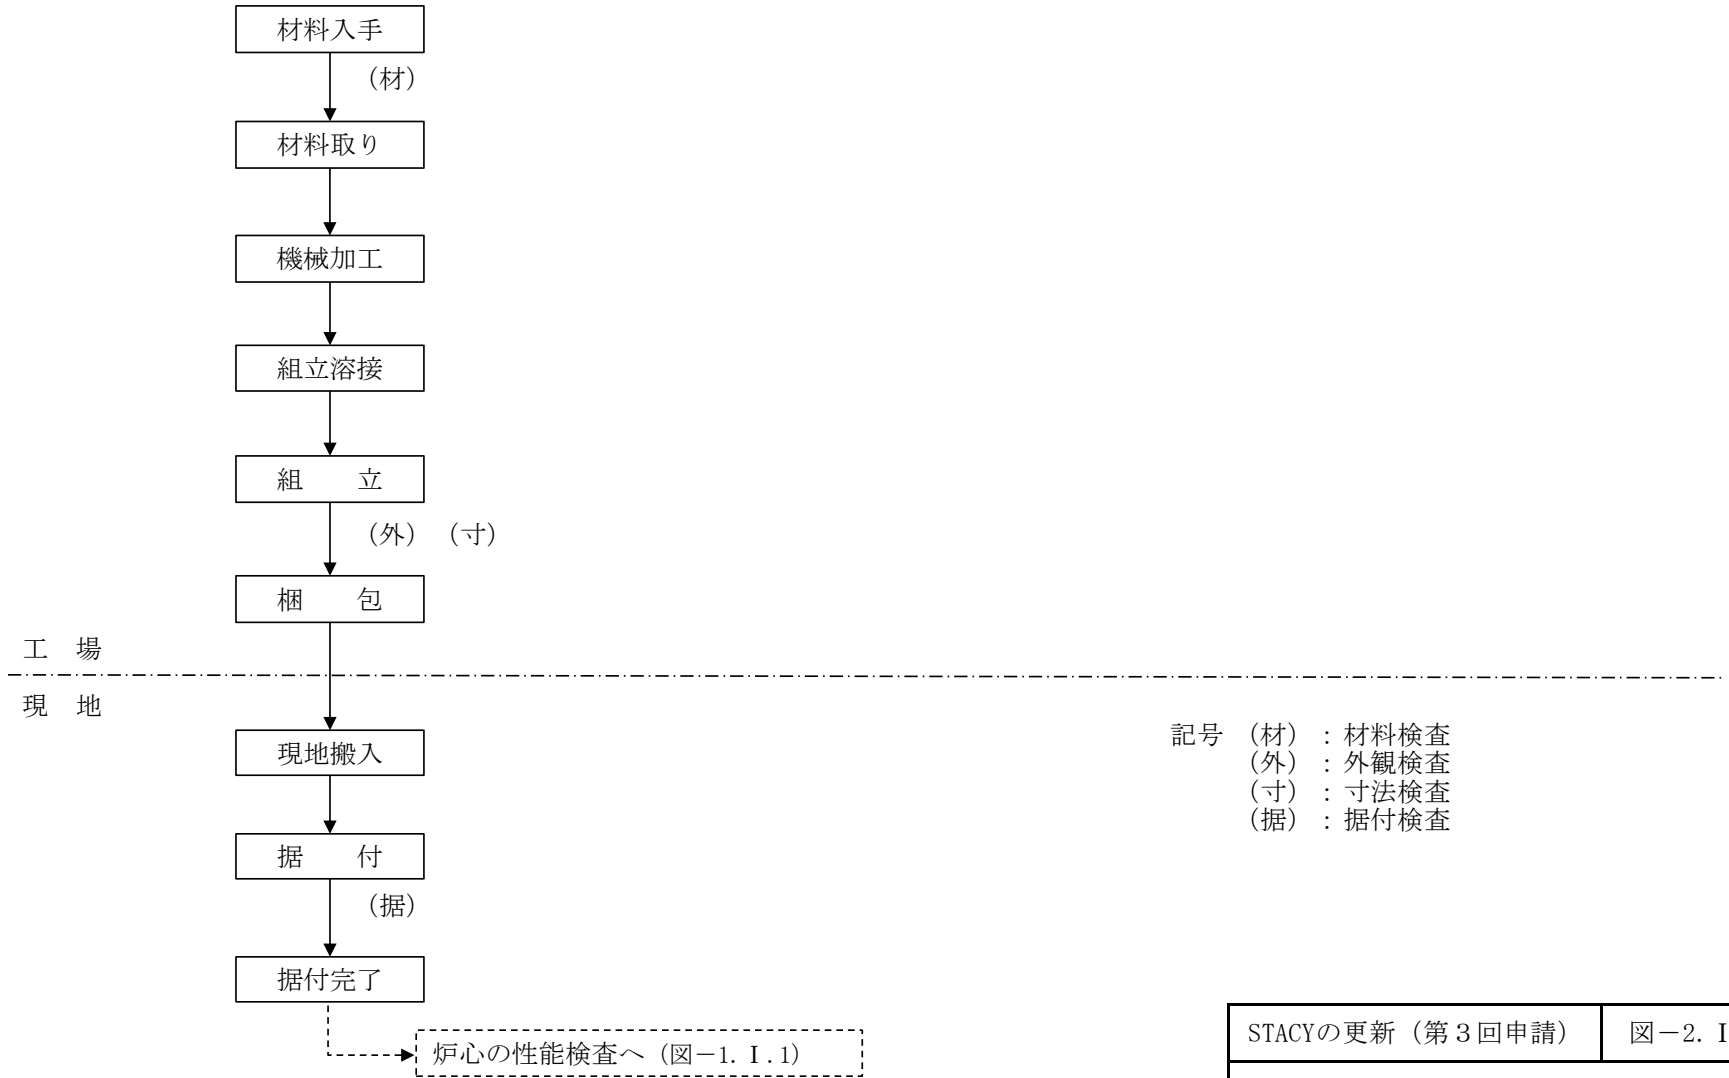 材料入手
(材)
材料取り
機械加工
組立溶接
組　　立
(外) (寸)
梱　　包
工　場
現　地
現地搬入
記号 (材) : 材料検査
(外) : 外観検査
(寸) : 寸法検査
(据) : 据付検査
据　　付
(据)
据付完了
STACYの更新 (第３回申請)
図－2. Ⅰ
炉心の性能検査へ (図－1. Ⅰ.1)